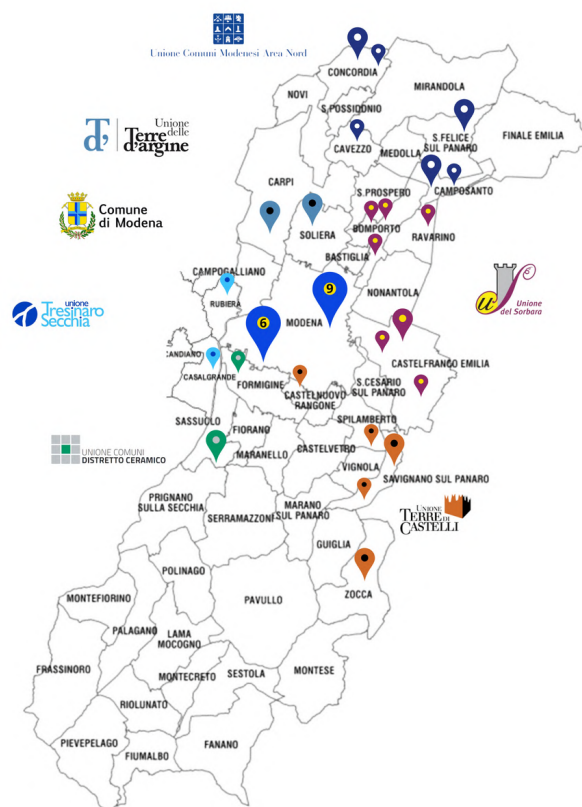 Unione Comuni Modenesi Area Nord
CONCORDIA
MIRANDOLA
NOVI
S.POSSIDONIO
Unione
delle
Terre
d'argine
FINALE EMILIA
S.FELICE
SUL PANARO
CAVEZZO
MEDOLLA
CARPI
S.PROSPERO
CAMPOSANTO
Comune
di Modena
SOLIERA
BOMPORTO
RAVARINO
BASTIGLIA
CAMPOGALLIANO
NONANTOLA
RUBIERA
unione
Tresinaro
Secchia
Unione
del Sorbara
9
6
MODENA
CANDIANO
CASTELFRANCO EMILIA
CASALGRANDE
FORMIGINE
S.CESARIO
SUL PANARO
CASTELNUOVO
RANGONE
SASSUOLO
SPILAMBERTO
FIORANO
CASTELVETRO
UNIONE COMUNI
DISTRETTO CERAMICO
MARANELLO
VIGNOLA
SAVIGNANO SUL PANARO
PRIGNANO
SULLA SECCHIA
MARANO
SUL PANARO
SERRAMAZZONI
UNIONE
TERRE DI
CASTELLI
GUIGLIA
POLINAGO
ZOCCA
MONTEFIORINO
PAVULLO
PALAGANO
LAMA
MOCOGNO
FRASSINORO
MONTESE
SESTOLA
MONTECRETO
RIOLUNATO
PIEVEPELAGO
FANANO
FIUMALBO